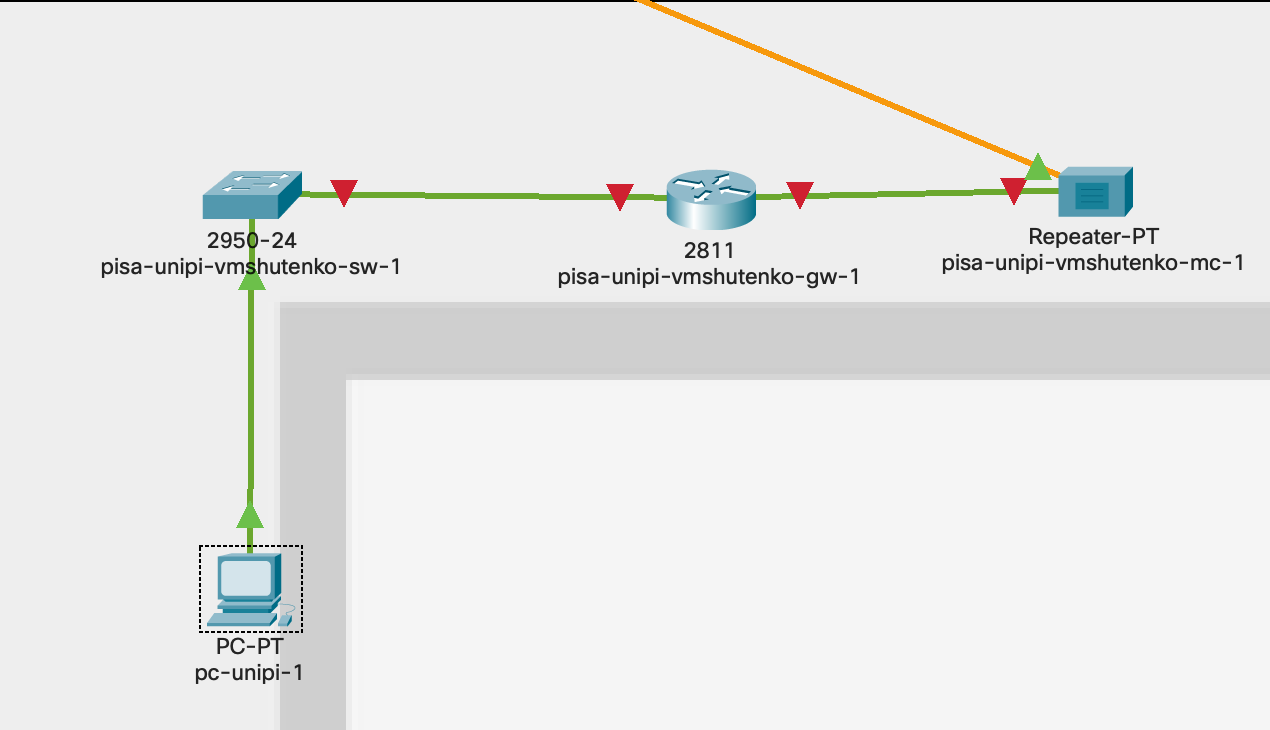 2950-24
pisa-unipi-vmshutenko-sw-1
2811
pisa-unipi-vmshutenko-gw-1
Repeater-PT
pisa-unipi-vmshutenko-mc-1
PC-PT
pc-unipi-1